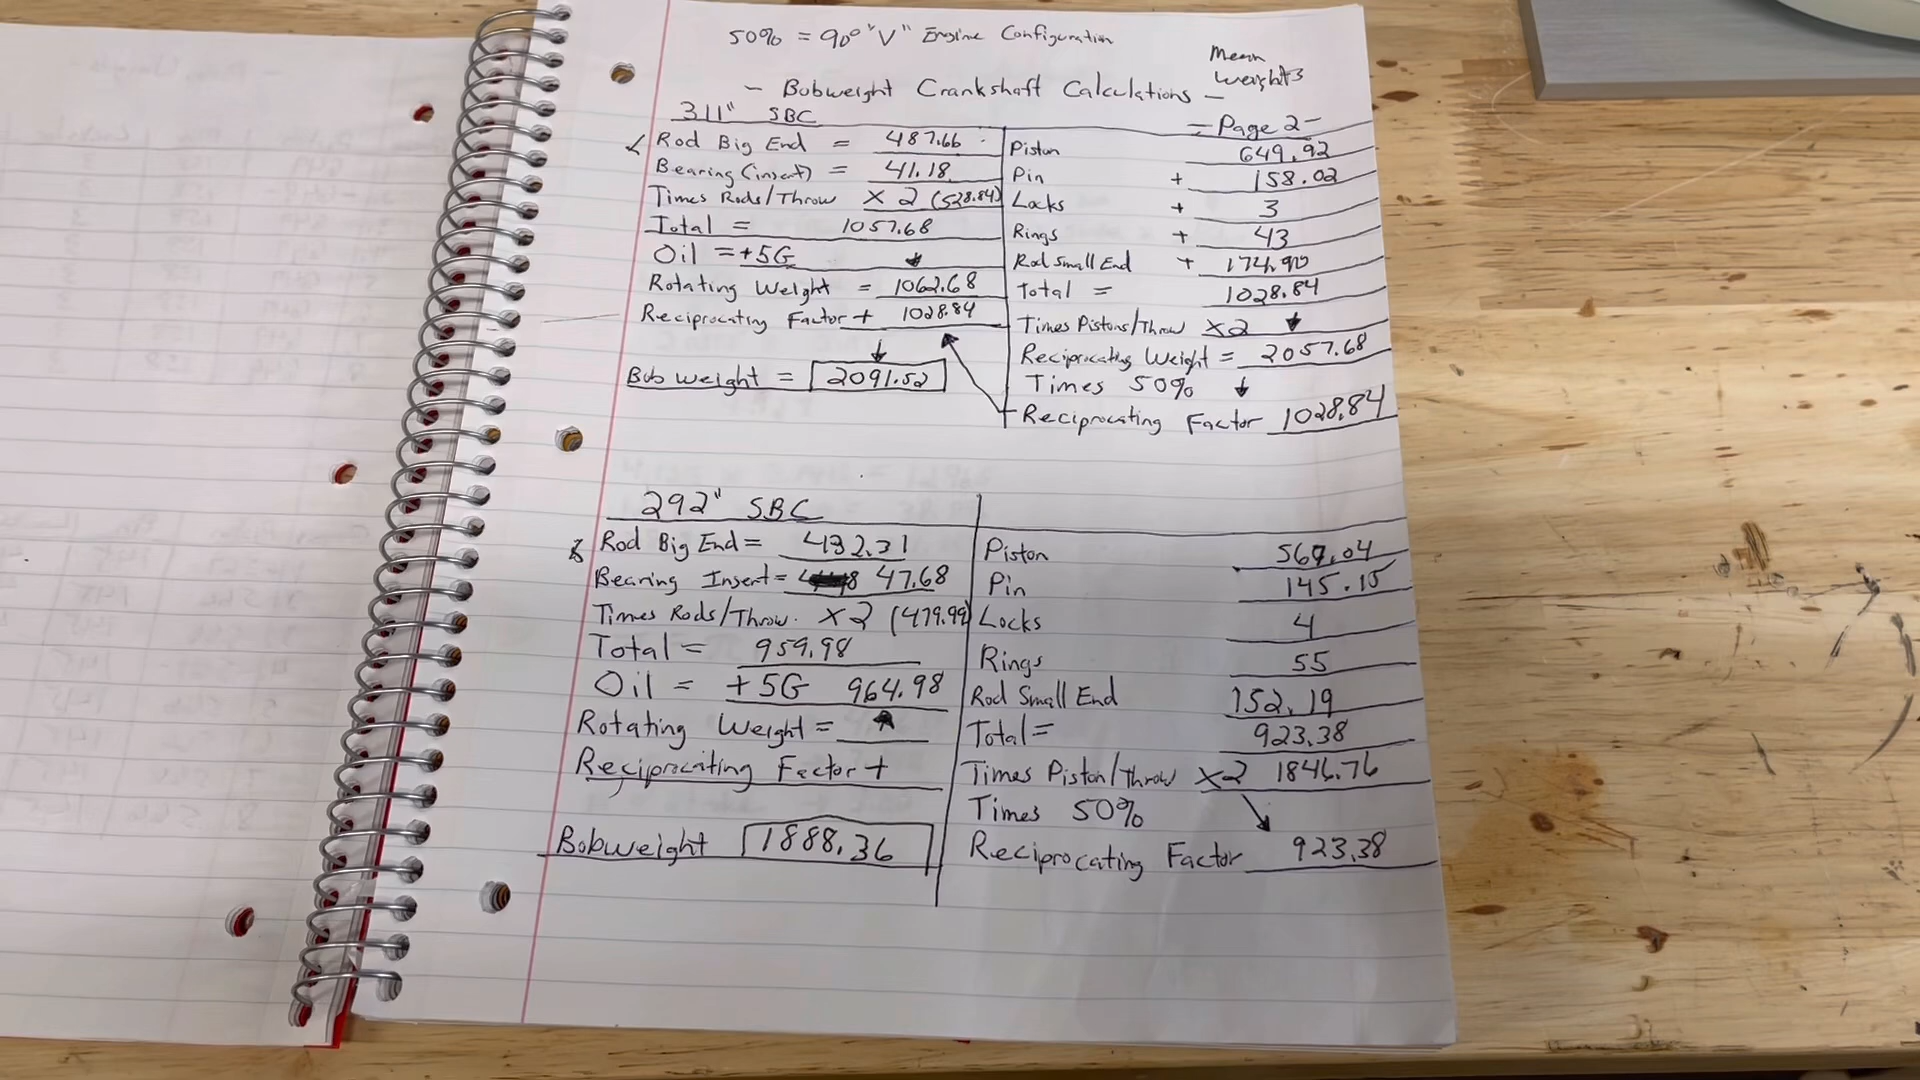 50% = 90° "V" Engine Configuration
Mean
Weights
- Bobweight Crankshaft Calculations -
- Page 2 -
311" SBC
Rod Big End = 487.66
Bearing (insert) = 41.18
Times Rods/Throw X 2 (528.84)
Total = 1057.68
Oil = +5G
Rotating Weight = 1062.68
Reciprocating Factor + 1028.84
Bob weight = 2091.52
Piston 649.92
Pin + 158.02
Locks + 3
Rings + 43
Rod Small End + 174.90
Total = 1028.84
Times Pistons/Throw X2
Reciprocating Weight = 2057.68
Times 50%
Reciprocating Factor 1028.84
292" SBC
Rod Big End = 432.31
Bearing Insert = 47.68
Times Rods/Throw. X 2 (479.99)
Total = 959.98
Oil = +5G 964.98
Rotating Weight =
Reciprocating Factor +
Bobweight 1888.36
Piston 567.04
Pin 145.15
Locks 4
Rings 55
Rod Small End 152.19
Total = 923.38
Times Piston/Throw X2 1846.76
Times 50%
Reciprocating Factor 923.38